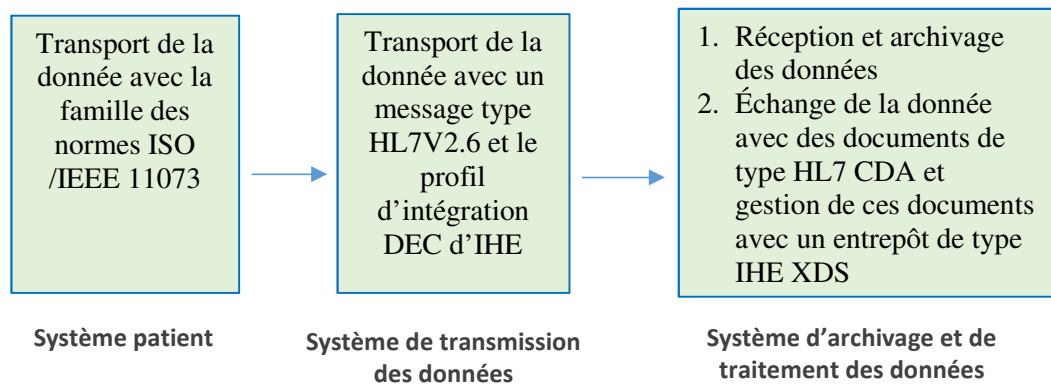 Transport de la
donnée avec la
famille des
normes ISO
/IEEE 11073
Transport de la
donnée avec un
message type
HL7V2.6 et le
profil
d’intégration
DEC d’IHE
1. Réception et archivage
des données
2. Échange de la donnée
avec des documents de
type HL7 CDA et
gestion de ces documents
avec un entrepôt de type
IHE XDS
Système patient
Système de transmission
des données
Système d’archivage et de
traitement des données